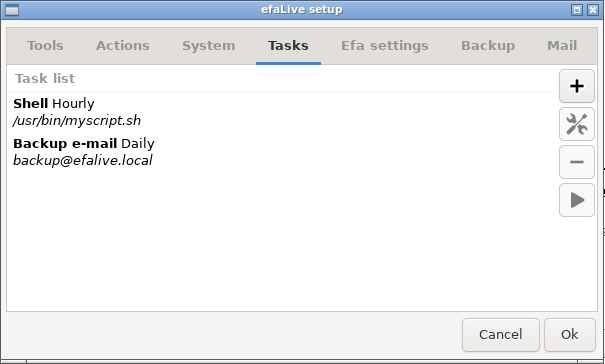 efaLive setup
Tools Actions System Tasks Efa settings Backup Mail
Task list
Shell Hourly
/usr/bin/myscript.sh
Backup e-mail Daily
backup@efalive.local
Cancel Ok